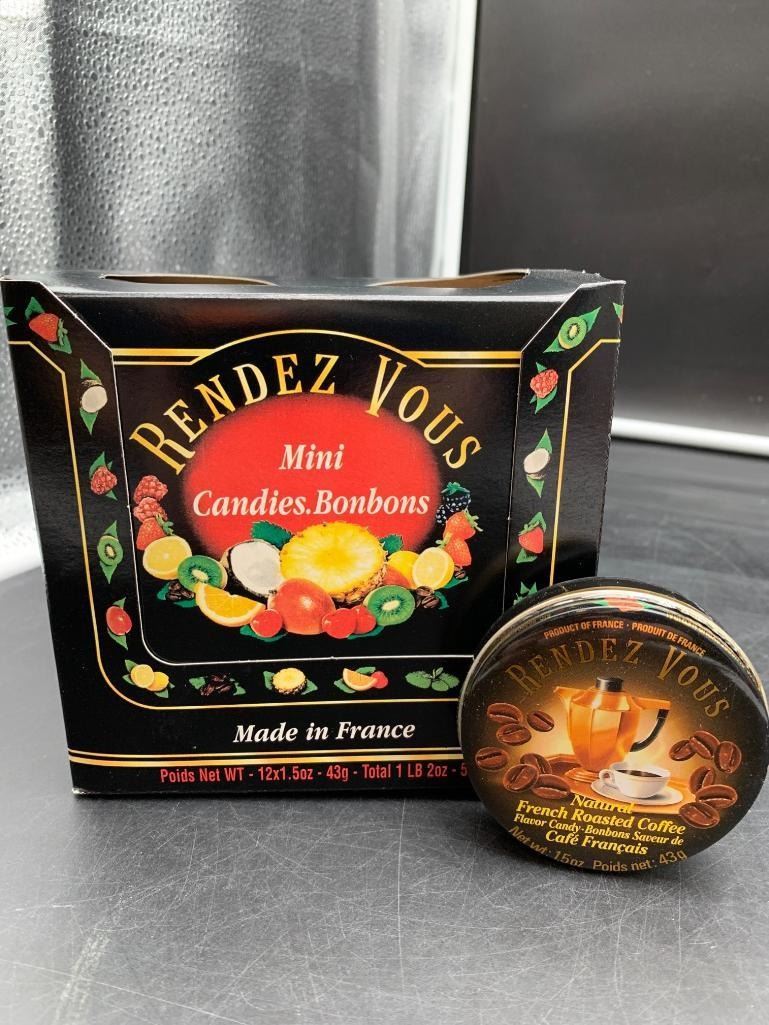 RENDEZ VOUS
Mini
Candies.Bonbons
Made in France
Poids Net WT - 12x1.5oz - 43g - Total 1 LB 2oz - 5
PRODUCT OF FRANCE · PRODUIT DE FRANCE
RENDEZ VOUS
Natural
French Roasted Coffee
Flavor Candy·Bonbons Saveur de
Café Français
Net wt: 1.5oz Poids net: 43g